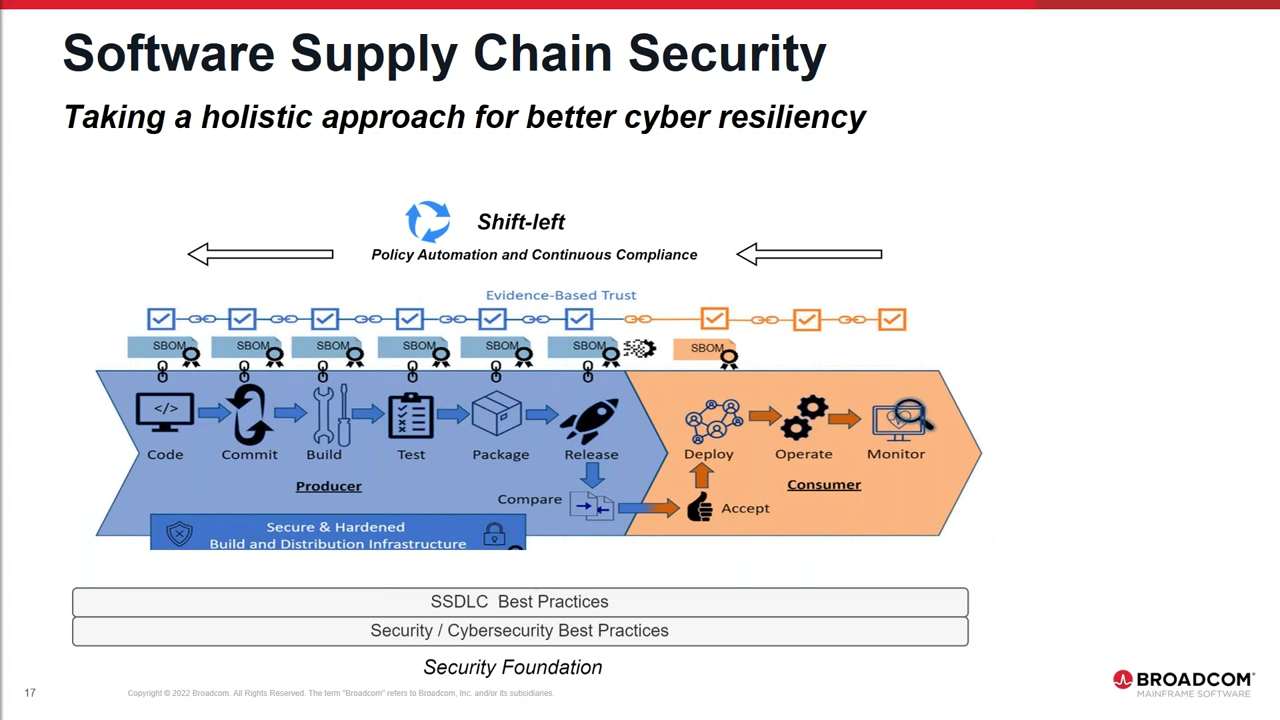 Software Supply Chain Security
Taking a holistic approach for better cyber resiliency
Shift-left
Policy Automation and Continuous Compliance
Evidence-Based Trust
SBOM SBOM SBOM SBOM SBOM SBOM SBOM
</>
Code Commit Build Test Package Release Deploy Operate Monitor
Producer Consumer
Compare Accept
Secure & Hardened
Build and Distribution Infrastructure
SSDLC Best Practices
Security / Cybersecurity Best Practices
Security Foundation
17
Copyright © 2022 Broadcom. All Rights Reserved. The term "Broadcom" refers to Broadcom, Inc. and/or its subsidiaries.
BROADCOM®
MAINFRAME SOFTWARE